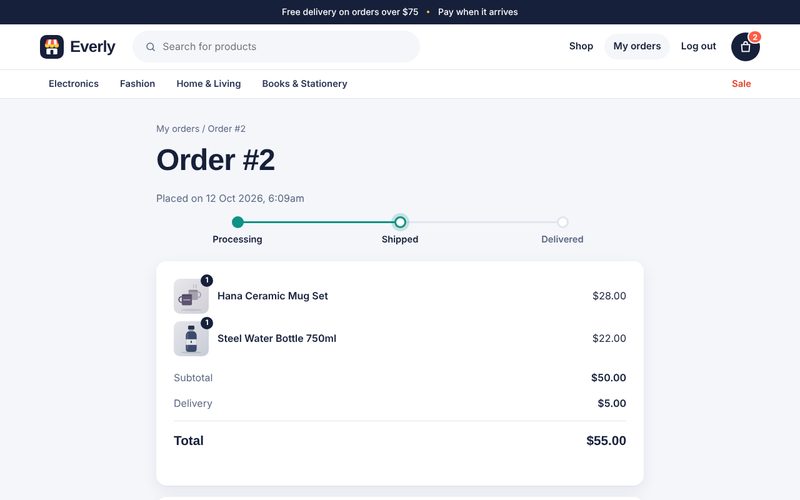 Free delivery on orders over $75 • Pay when it arrives
Everly
Search for products
Shop
My orders
Log out
2
Electronics
Fashion
Home & Living
Books & Stationery
Sale
My orders / Order #2
Order #2
Placed on 12 Oct 2026, 6:09am
Processing
Shipped
Delivered
1
Hana Ceramic Mug Set $28.00
1
Steel Water Bottle 750ml $22.00
Subtotal $50.00
Delivery $5.00
Total $55.00